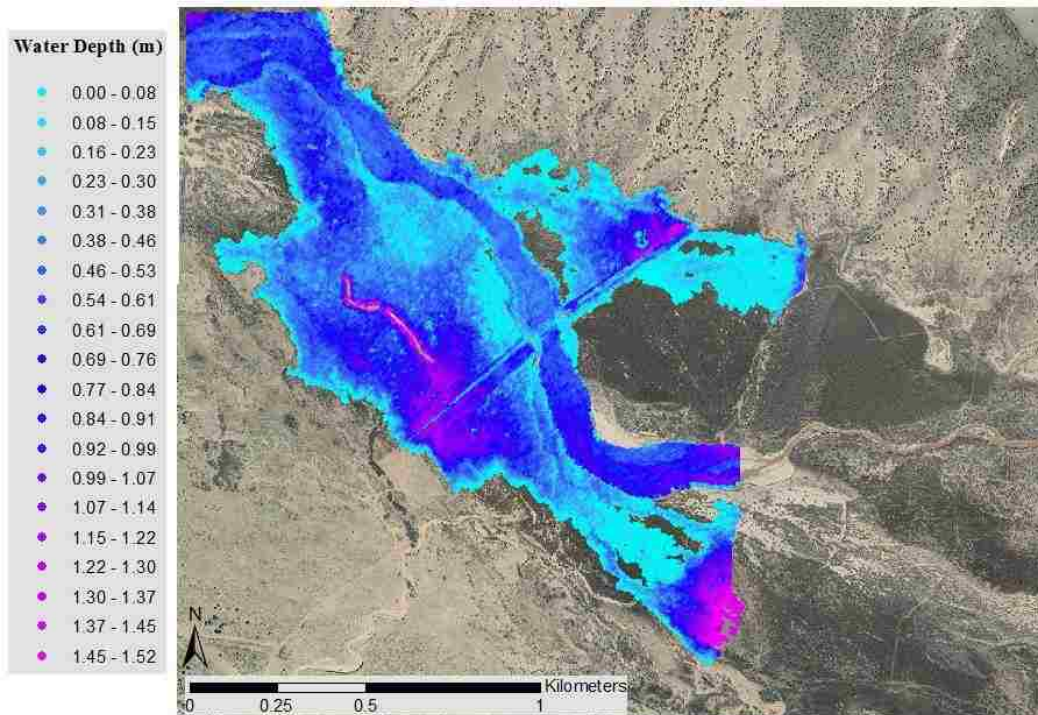 Water Depth (m)
0.00 - 0.08
0.08 - 0.15
0.16 - 0.23
0.23 - 0.30
0.31 - 0.38
0.38 - 0.46
0.46 - 0.53
0.54 - 0.61
0.61 - 0.69
0.69 - 0.76
0.77 - 0.84
0.84 - 0.91
0.92 - 0.99
0.99 - 1.07
1.07 - 1.14
1.15 - 1.22
1.22 - 1.30
1.30 - 1.37
1.37 - 1.45
1.45 - 1.52
N
Kilometers
0 0.25 0.5 1